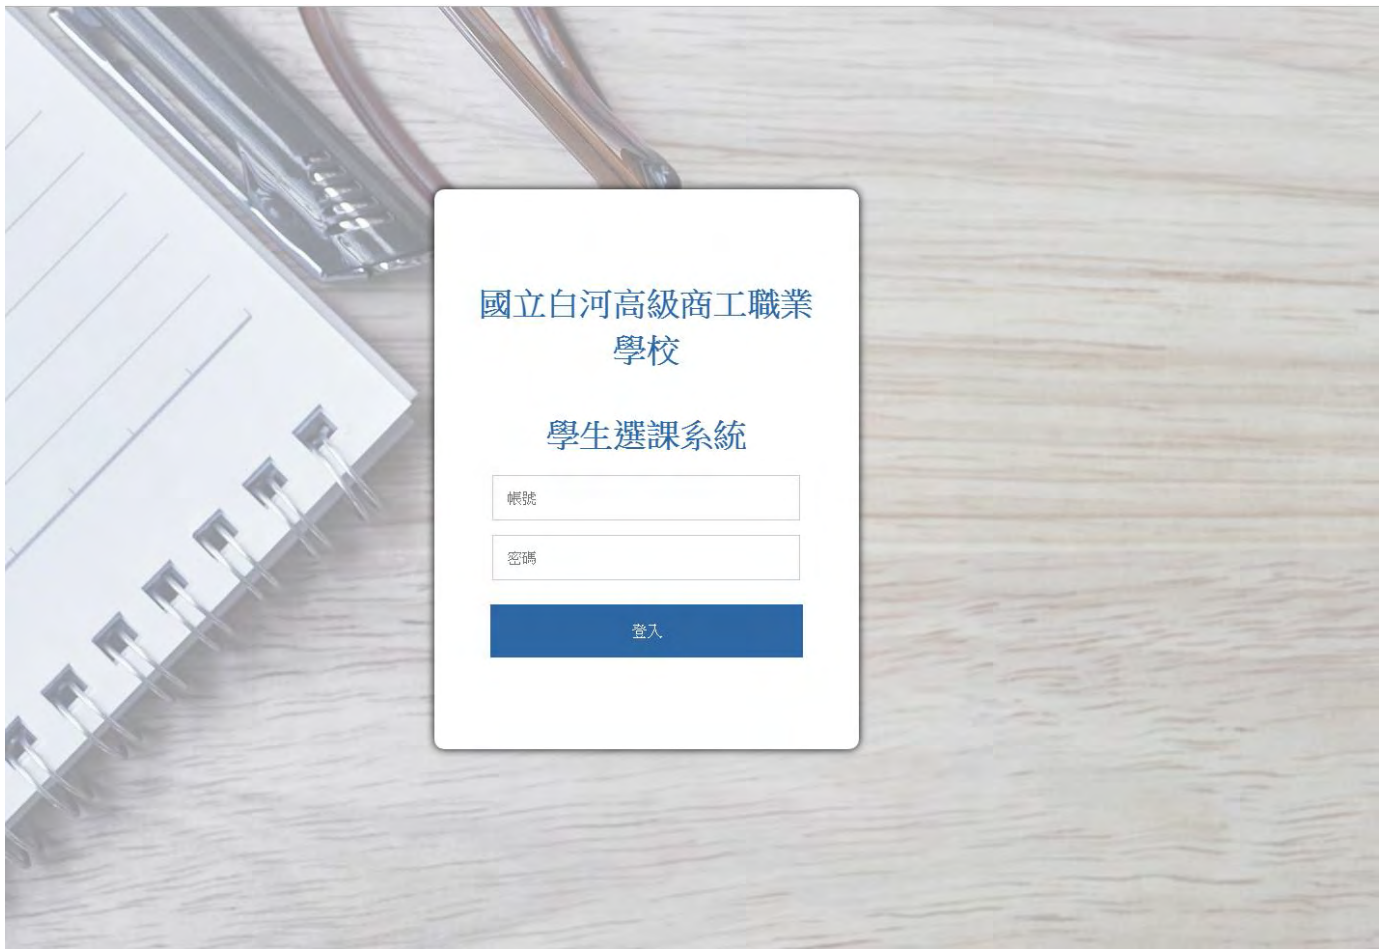 國立白河高級商工職業
學校
學生選課系統
帳號
密碼
登入